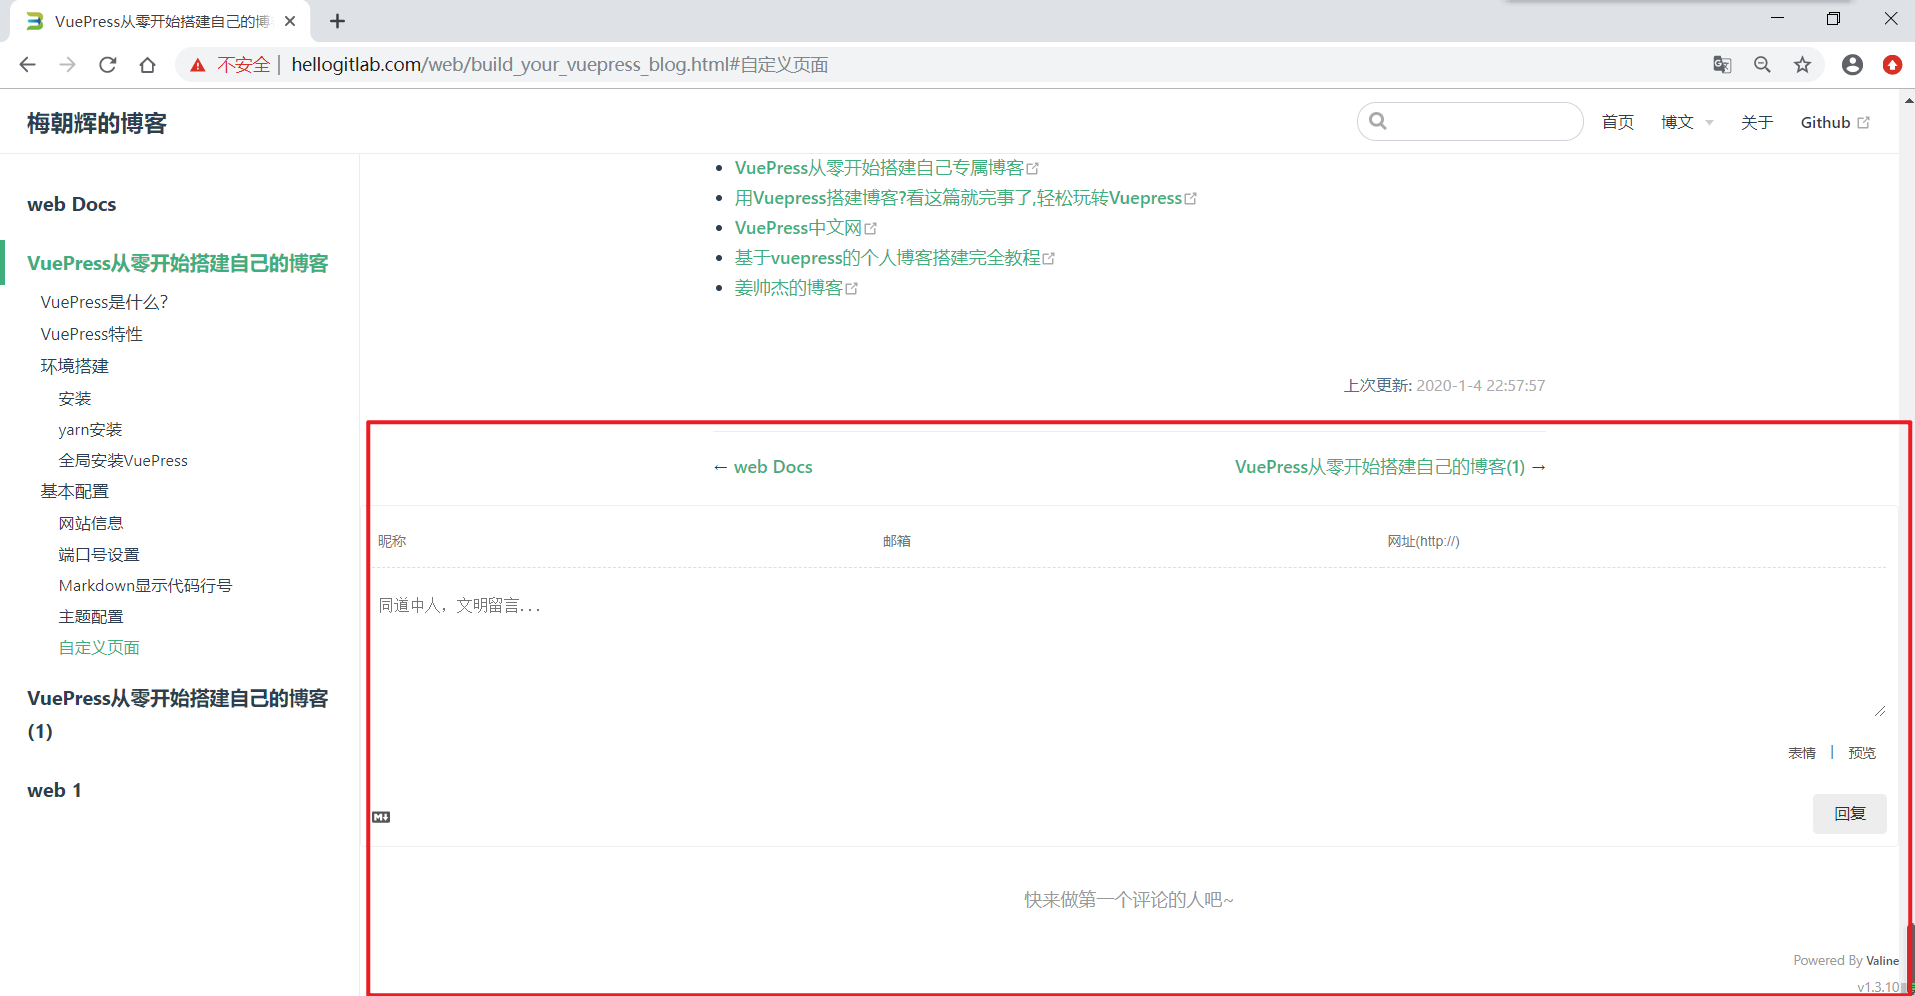 VuePress从零开始搭建自己的博
不安全 | hellogitlab.com/web/build_your_vuepress_blog.html#自定义页面
梅朝辉的博客
首页 博文 关于 Github
web Docs
VuePress从零开始搭建自己的博客
VuePress是什么?
VuePress特性
环境搭建
安装
yarn安装
全局安装VuePress
基本配置
网站信息
端口号设置
Markdown显示代码行号
主题配置
自定义页面
VuePress从零开始搭建自己的博客
(1)
web 1
VuePress从零开始搭建自己专属博客
用Vuepress搭建博客?看这篇就完事了,轻松玩转Vuepress
VuePress中文网
基于vuepress的个人博客搭建完全教程
姜帅杰的博客
上次更新: 2020-1-4 22:57:57
← web Docs VuePress从零开始搭建自己的博客(1) →
昵称 邮箱 网址(http://)
同道中人，文明留言...
表情 | 预览
M↓ 回复
快来做第一个评论的人吧~
Powered By Valine
v1.3.10